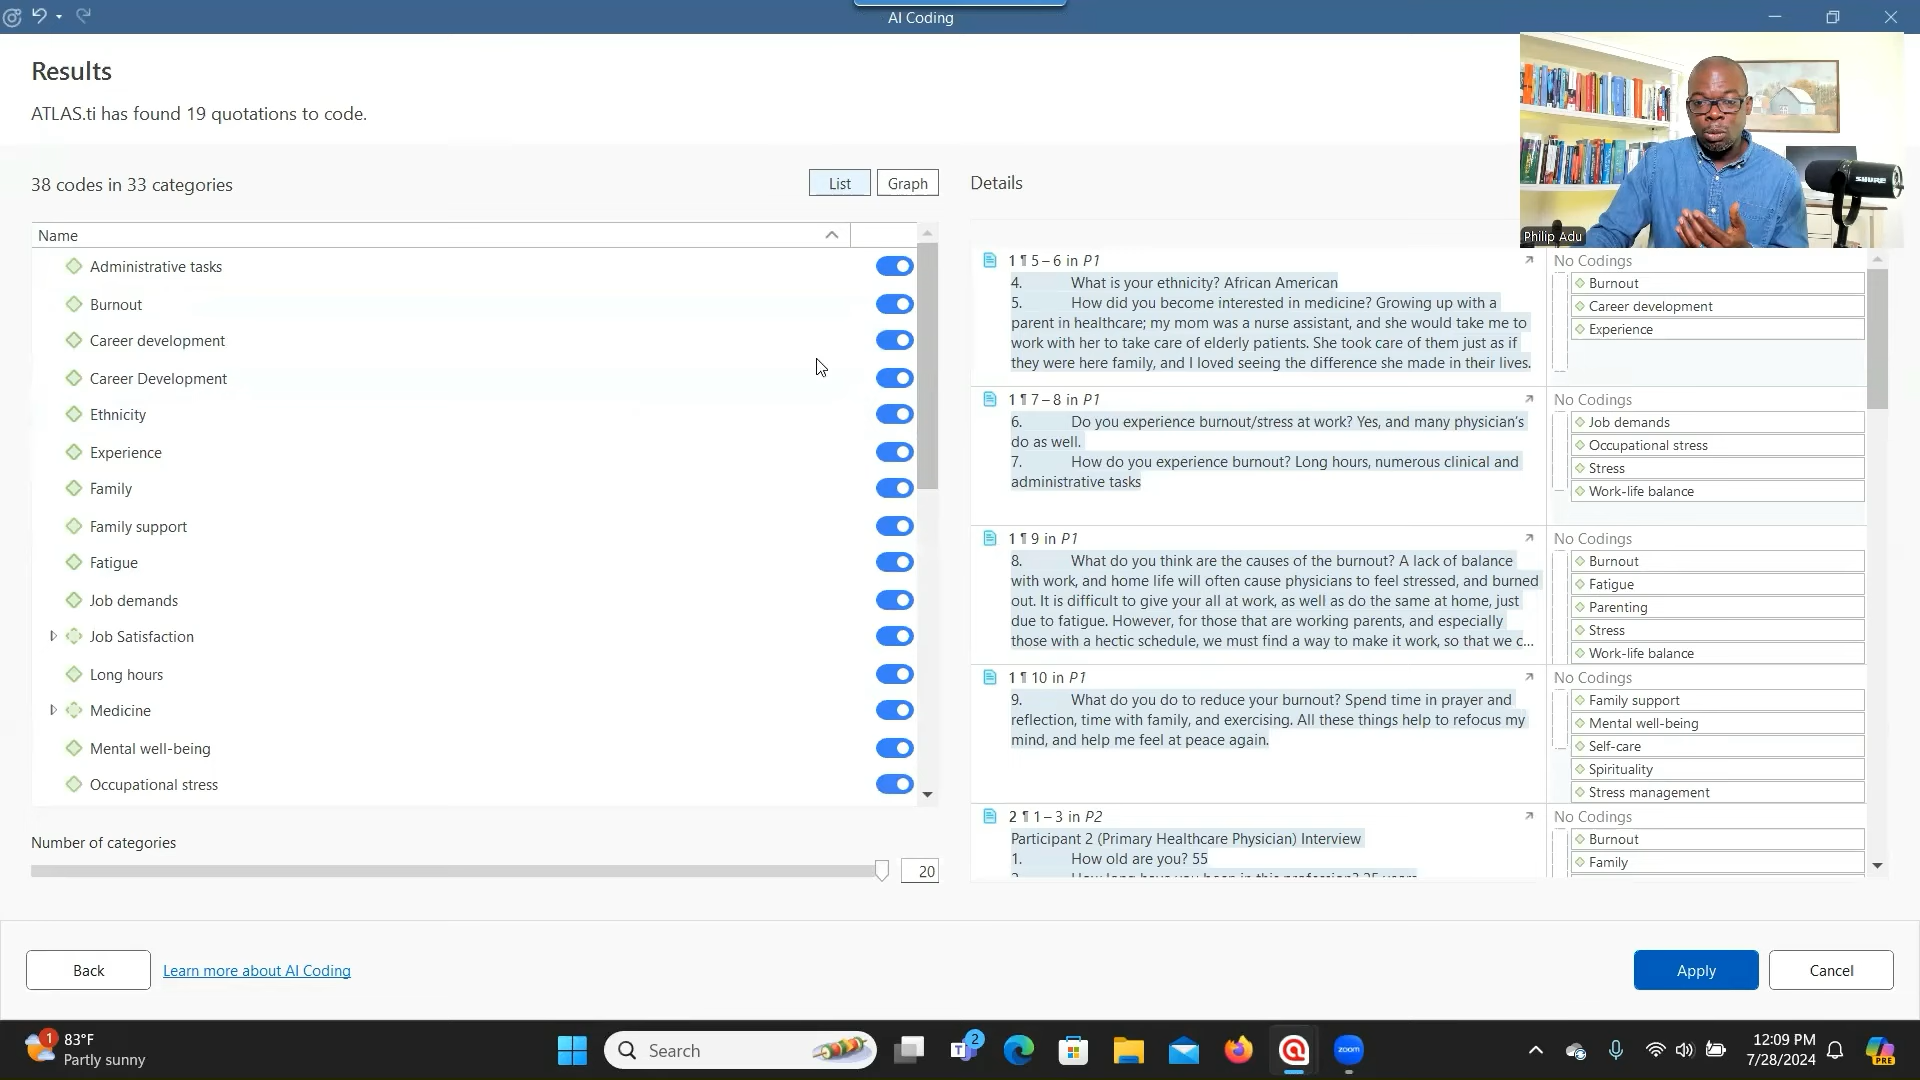 AI Coding
Results
ATLAS.ti has found 19 quotations to code.
38 codes in 33 categories
List
Graph
Details
Name
Administrative tasks
Burnout
Career development
Career Development
Ethnicity
Experience
Family
Family support
Fatigue
Job demands
Job Satisfaction
Long hours
Medicine
Mental well-being
Occupational stress
Number of categories
20
Philip Adu
SHURE
1 ¶ 5 – 6 in P1
4. What is your ethnicity? African American
5. How did you become interested in medicine? Growing up with a
parent in healthcare; my mom was a nurse assistant, and she would take me to
work with her to take care of elderly patients. She took care of them just as if
they were here family, and I loved seeing the difference she made in their lives.
No Codings
Burnout
Career development
Experience
1 ¶ 7 – 8 in P1
6. Do you experience burnout/stress at work? Yes, and many physician's
do as well.
7. How do you experience burnout? Long hours, numerous clinical and
administrative tasks
No Codings
Job demands
Occupational stress
Stress
Work-life balance
1 ¶ 9 in P1
8. What do you think are the causes of the burnout? A lack of balance
with work, and home life will often cause physicians to feel stressed, and burned
out. It is difficult to give your all at work, as well as do the same at home, just
due to fatigue. However, for those that are working parents, and especially
those with a hectic schedule, we must find a way to make it work, so that we c...
No Codings
Burnout
Fatigue
Parenting
Stress
Work-life balance
1 ¶ 10 in P1
9. What do you do to reduce your burnout? Spend time in prayer and
reflection, time with family, and exercising. All these things help to refocus my
mind, and help me feel at peace again.
No Codings
Family support
Mental well-being
Self-care
Spirituality
Stress management
2 ¶ 1 – 3 in P2
Participant 2 (Primary Healthcare Physician) Interview
1. How old are you? 55
2. How long have you been in this profession? 25 years
No Codings
Burnout
Family
Back
Learn more about AI Coding
Apply
Cancel
1
83°F
Partly sunny
Search
2
zoom
12:09 PM
7/28/2024
PRE